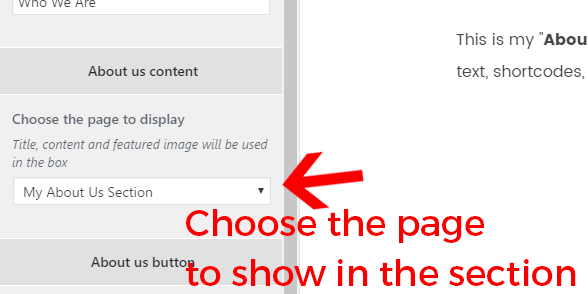 Who We Are
About us content
Choose the page to display
Title, content and featured image will be used
in the box
My About Us Section
About us button
This is my "Abou
text, shortcodes,
Choose the page
to show in the section